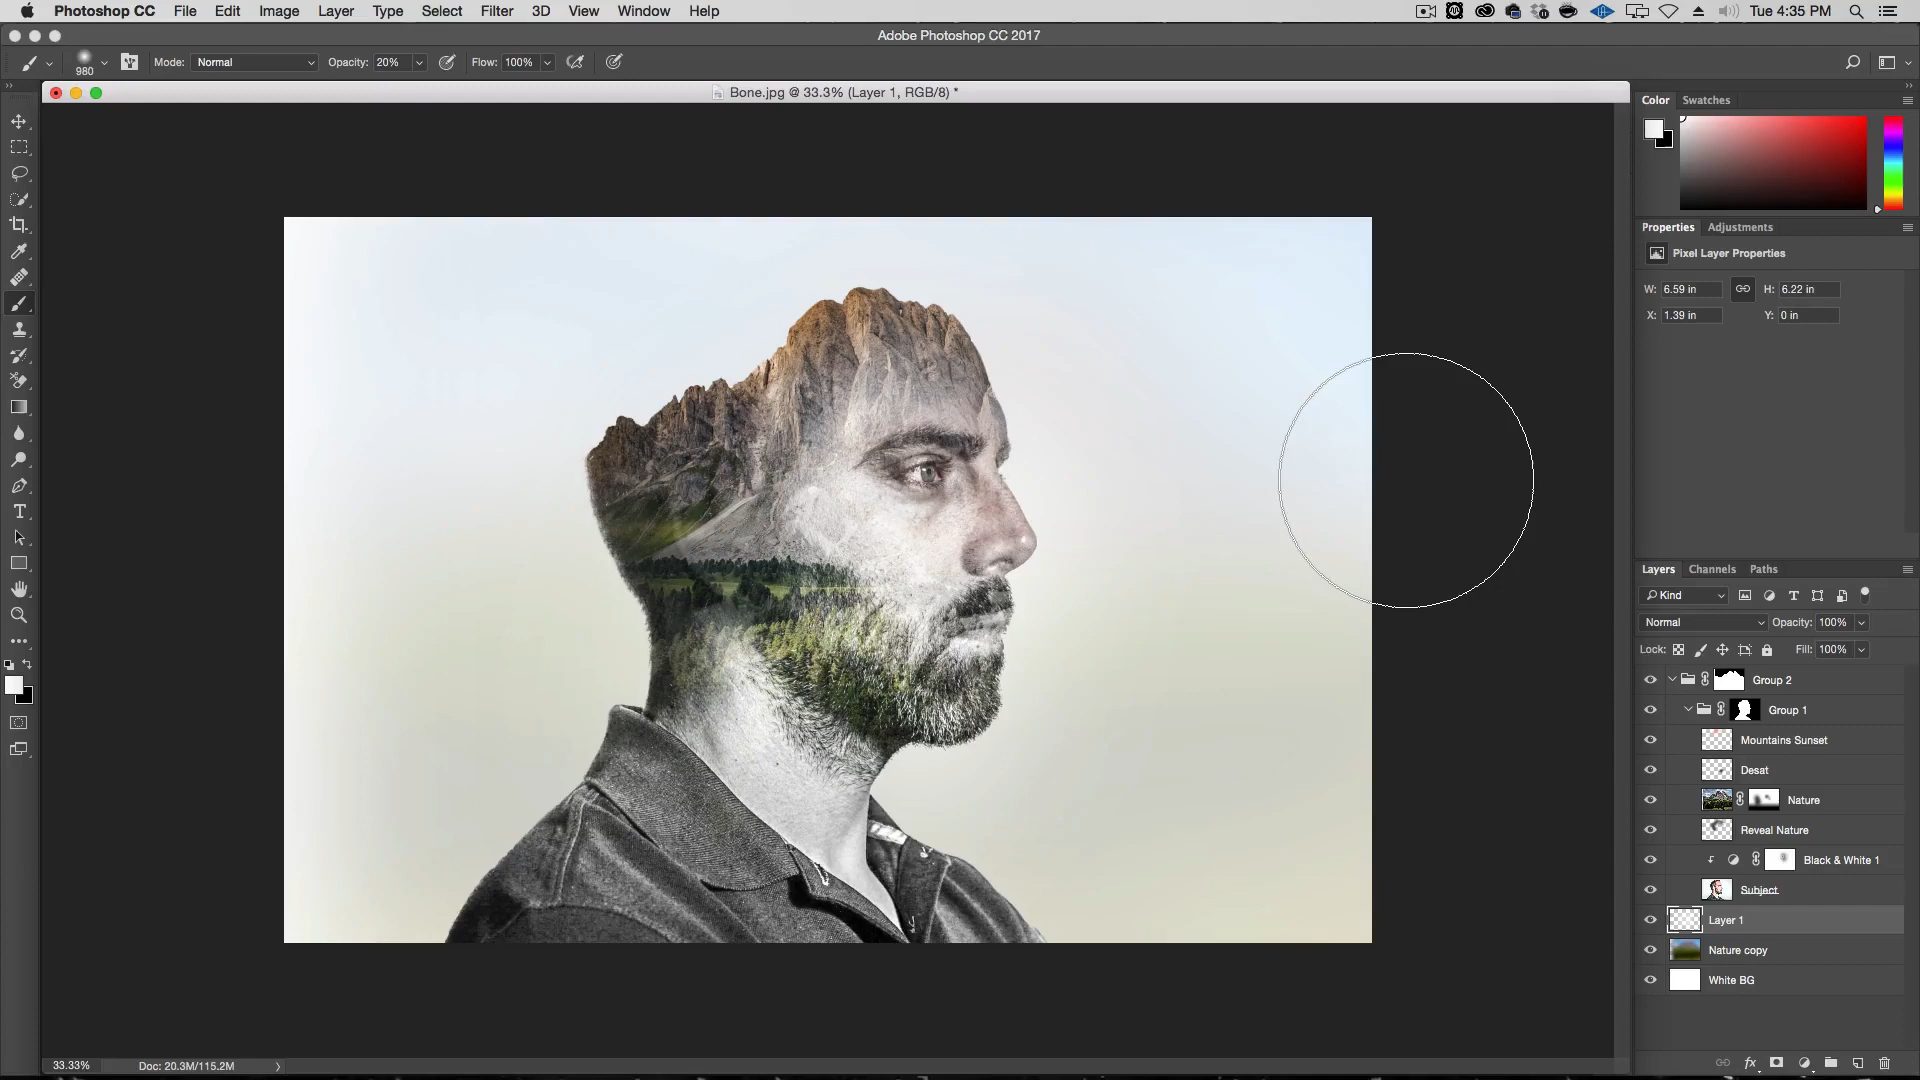 Photoshop CC File Edit Image Layer Type Select Filter 3D View Window Help Tue 4:35 PM
Adobe Photoshop CC 2017
980 Mode: Normal Opacity: 20% Flow: 100%
Bone.jpg @ 33.3% (Layer 1, RGB/8) *
Color Swatches
Properties Adjustments
Pixel Layer Properties
W: 6.59 in H: 6.22 in
X: 1.39 in Y: 0 in
Layers Channels Paths
Kind
Normal Opacity: 100%
Lock: Fill: 100%
Group 2
Group 1
Mountains Sunset
Desat
Nature
Reveal Nature
Black & White 1
Subject
Layer 1
Nature copy
White BG
33.33% Doc: 20.3M/115.2M
fx